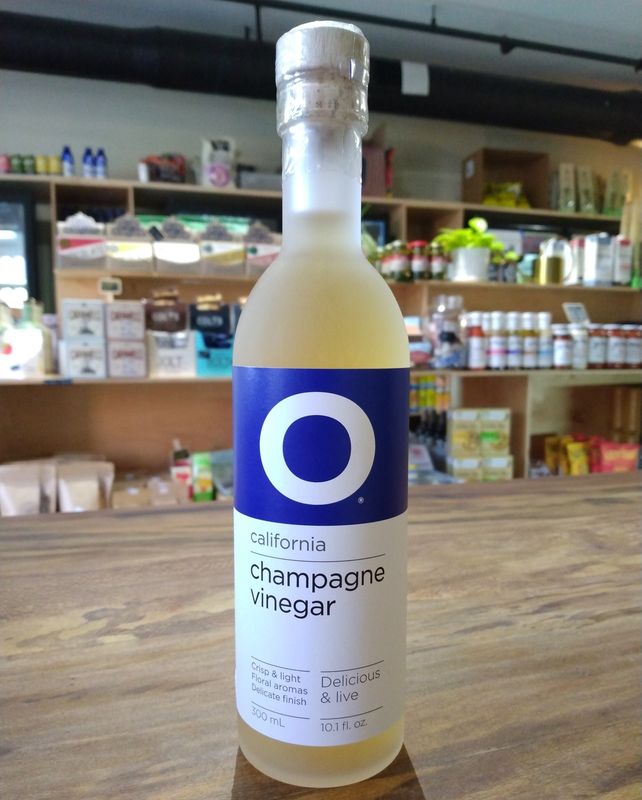 O
®
california
champagne
vinegar
Crisp & light
Floral aromas
Delicate finish
300 mL
Delicious
& live
10.1 fl. oz.